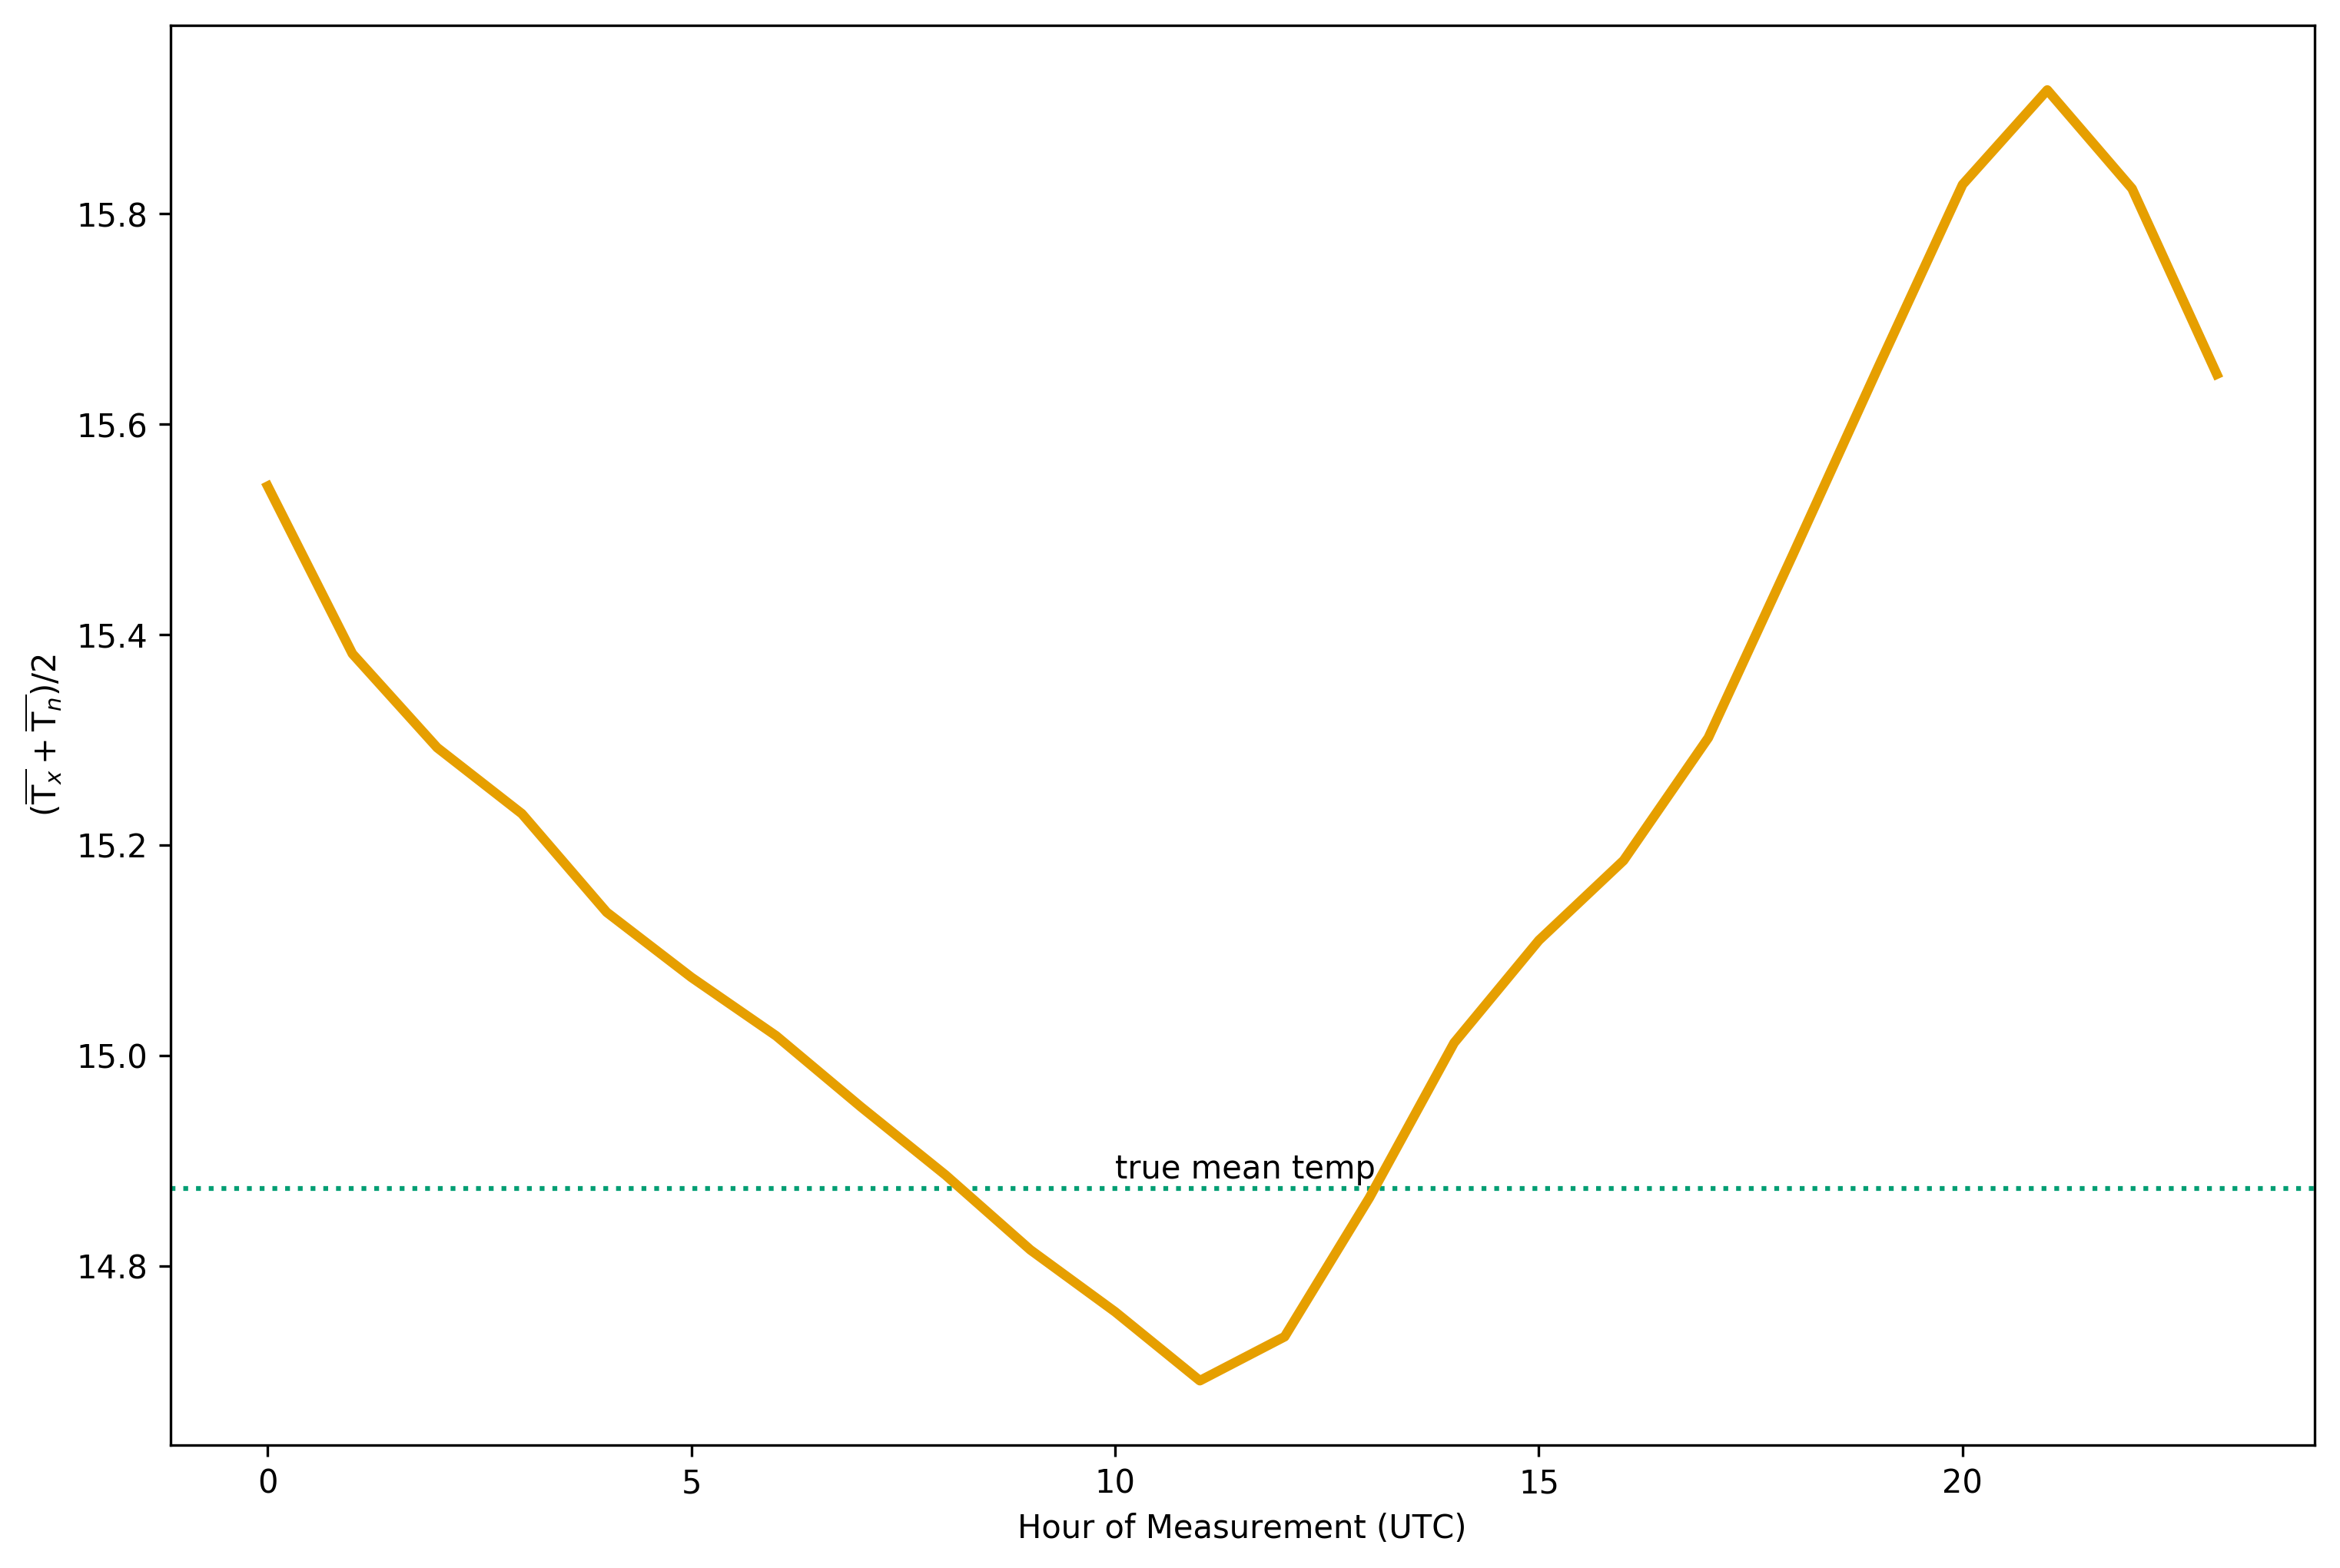 15.8
15.6
15.4
15.2
15.0
14.8
(T̅ₓ + T̅ₙ)/2
true mean temp
0 5 10 15 20
Hour of Measurement (UTC)